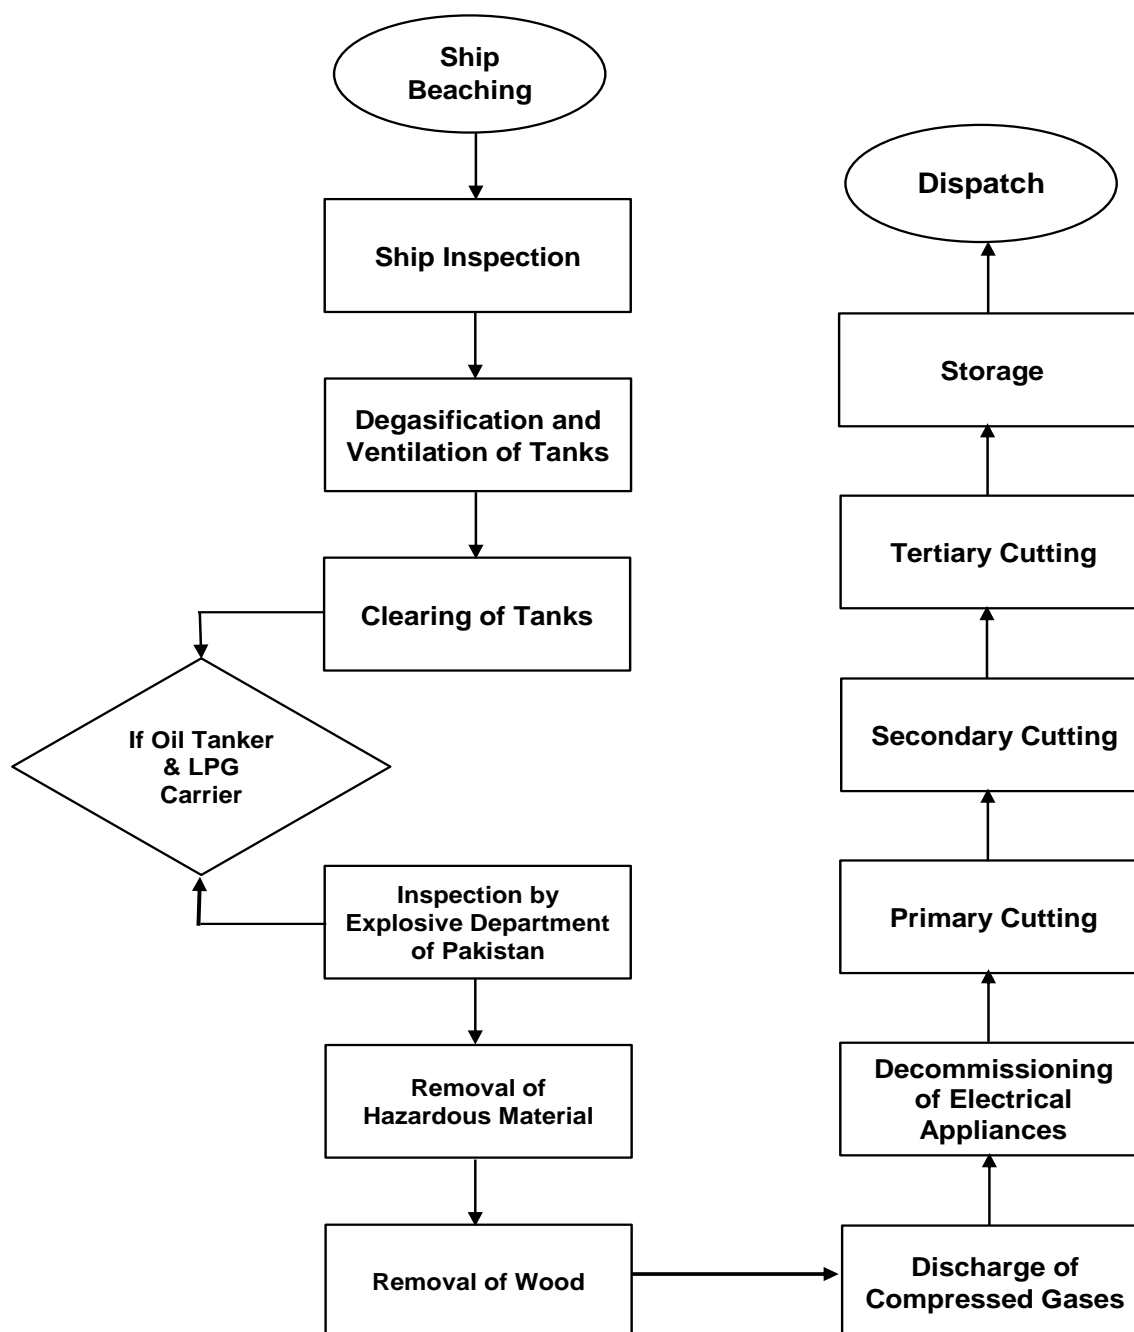 Ship
Beaching
Ship Inspection
Degasification and
Ventilation of Tanks
Clearing of Tanks
If Oil Tanker
& LPG
Carrier
Inspection by
Explosive Department
of Pakistan
Removal of
Hazardous Material
Removal of Wood
Discharge of
Compressed Gases
Decommissioning
of Electrical
Appliances
Primary Cutting
Secondary Cutting
Tertiary Cutting
Storage
Dispatch